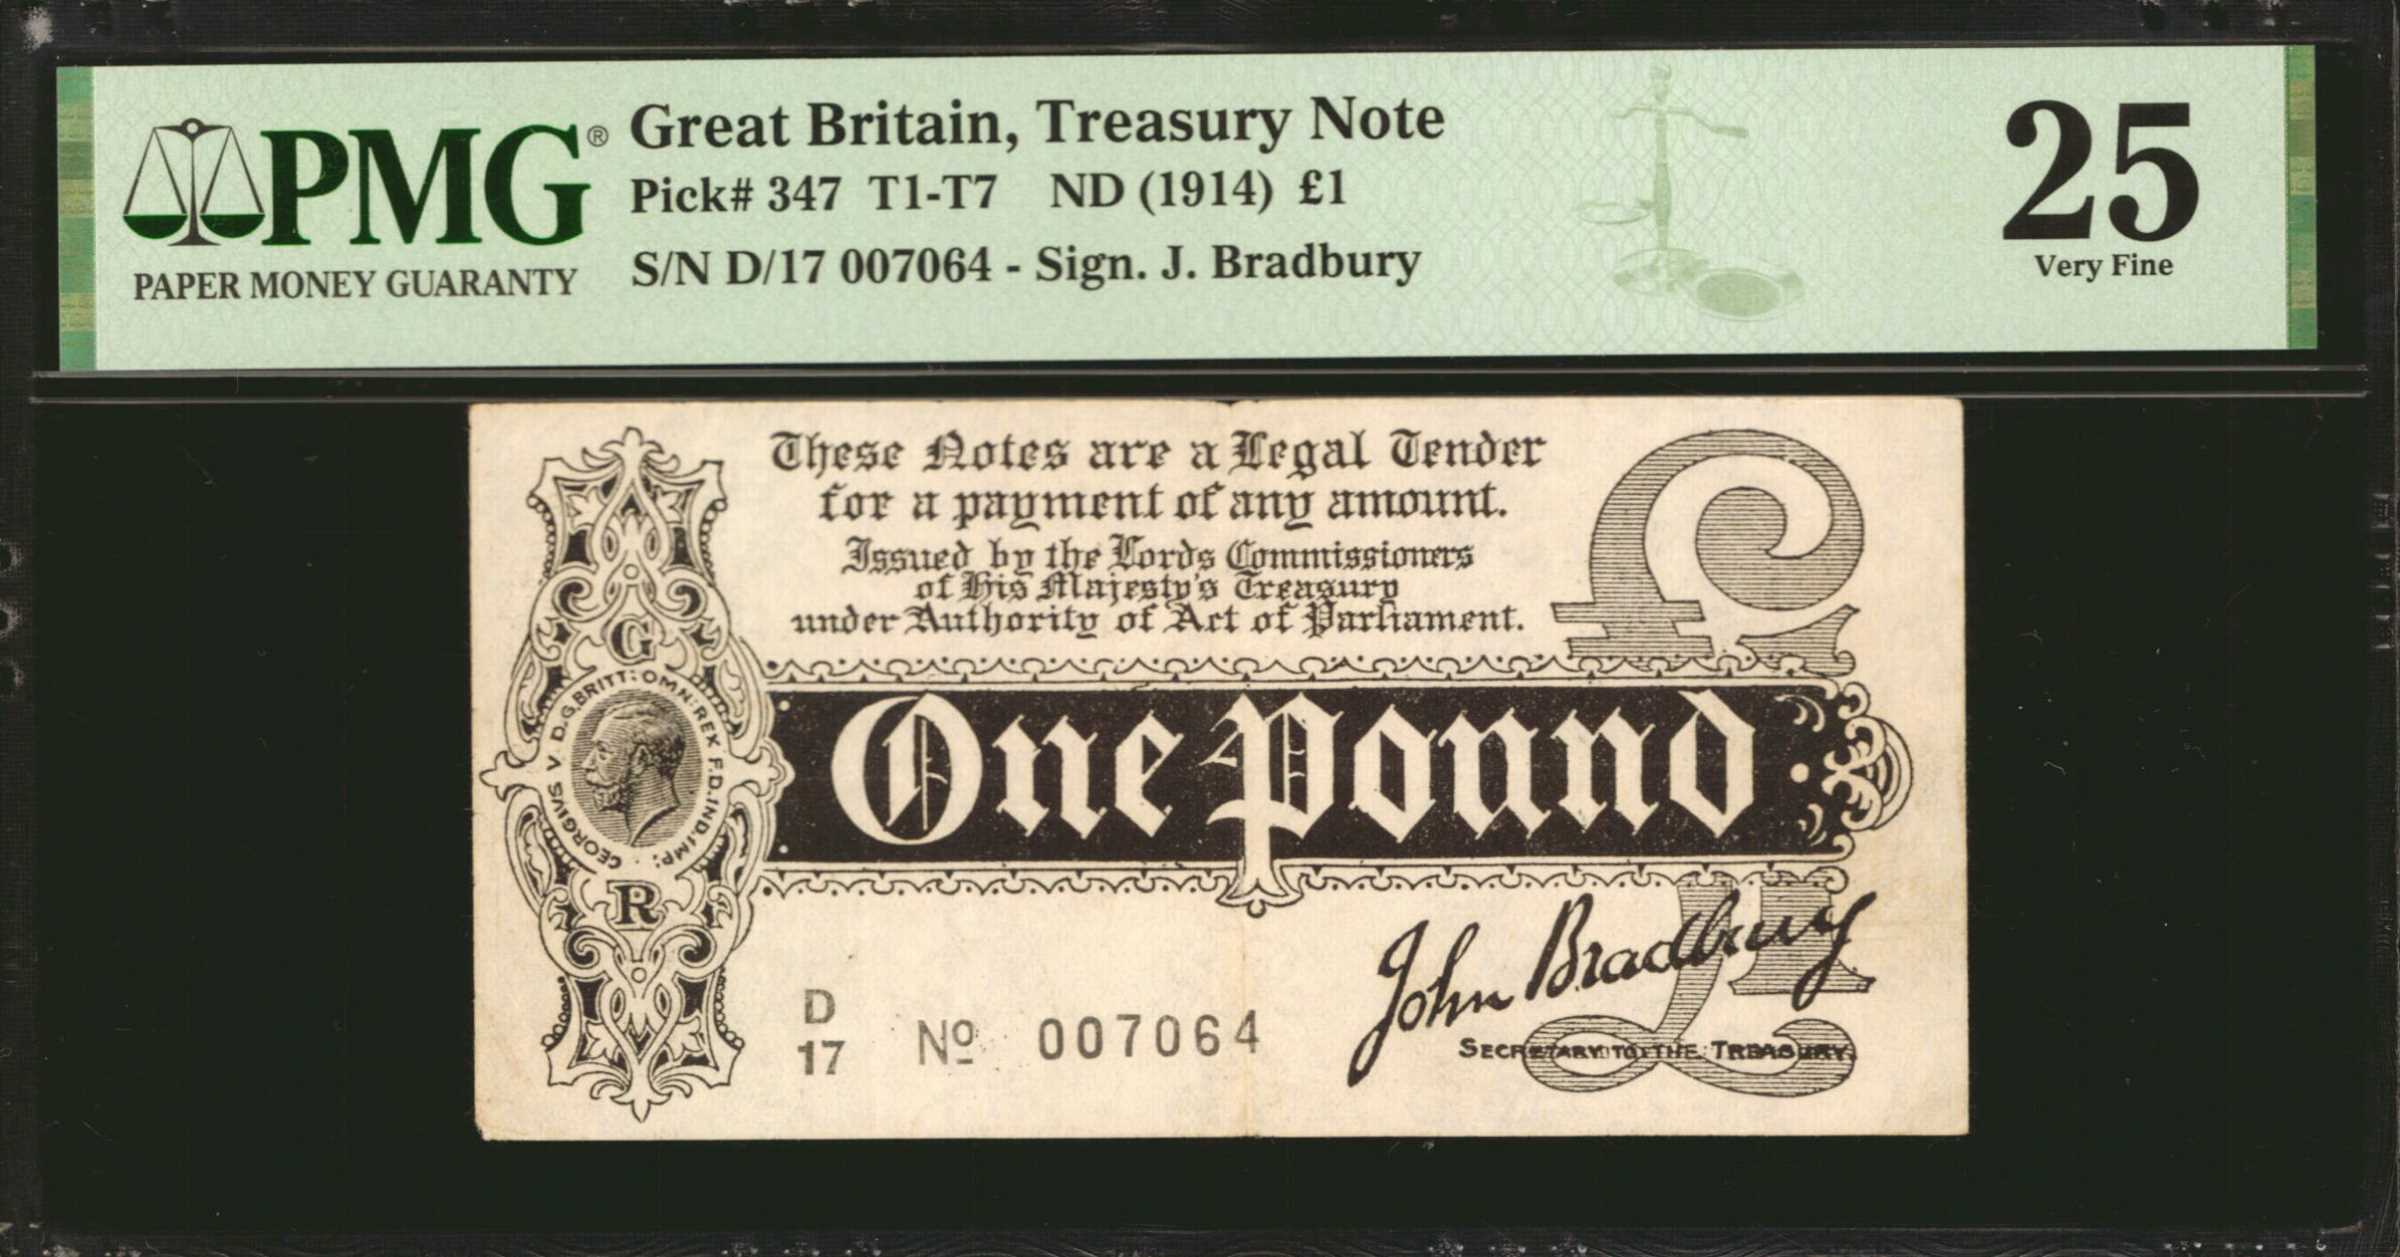 PMG®
PAPER MONEY GUARANTY
Great Britain, Treasury Note
Pick# 347 T1-T7 ND (1914) £1
S/N D/17 007064 - Sign. J. Bradbury
25
Very Fine
These Notes are a Legal Tender
for a payment of any amount.
Issued by the Lords Commissioners
of His Majesty's Treasury
under Authority of Act of Parliament.
£1
G
GEORGIVS V D.G.BRITT:OMN:REX F.D.IND:IMP:
R
One Pound
£1
John Bradbury
SECRETARY TO THE TREASURY.
D
17
No 007064